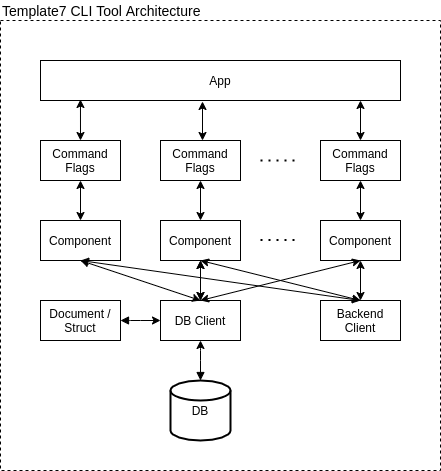 Template7 CLI Tool Architecture
App
Command
Flags
Command
Flags
.....
Command
Flags
Component
Component
.....
Component
Document /
Struct
DB Client
Backend
Client
DB